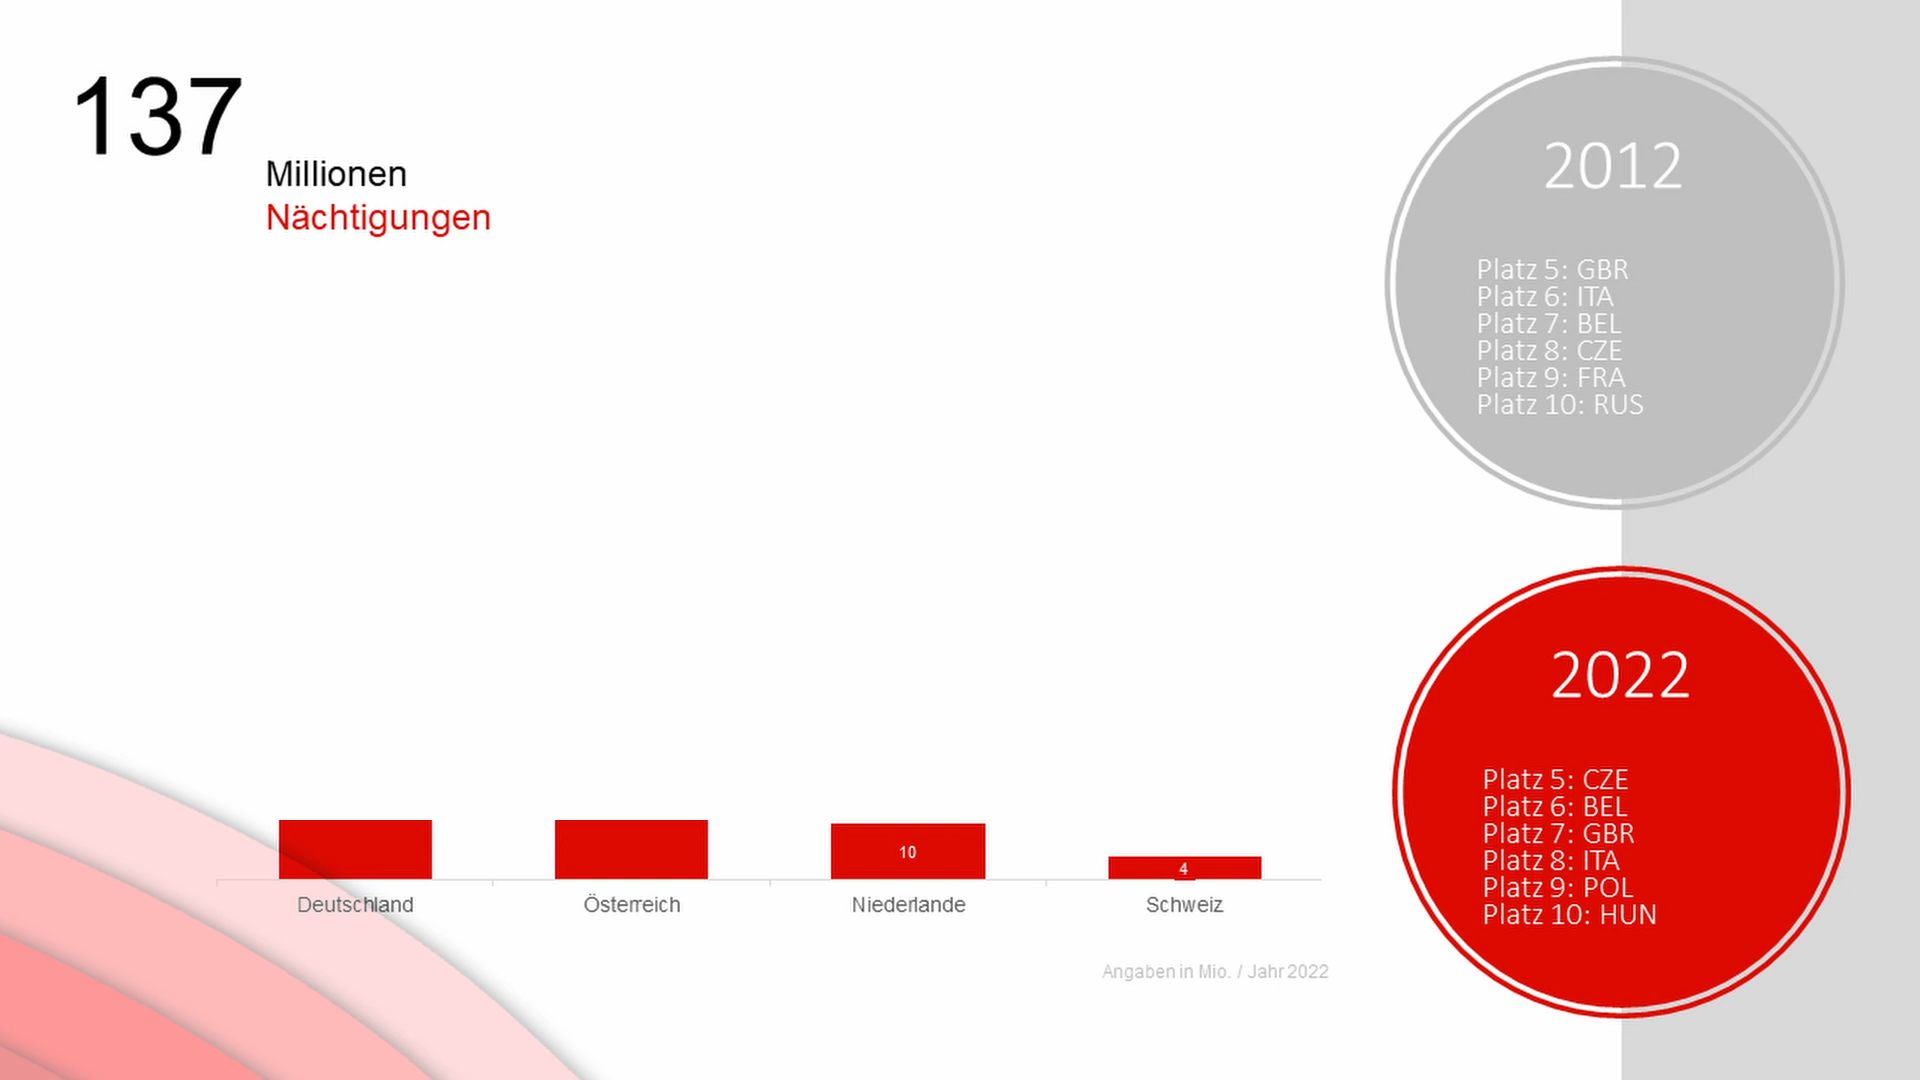 137
Millionen
Nächtigungen
2012
Platz 5: GBR
Platz 6: ITA
Platz 7: BEL
Platz 8: CZE
Platz 9: FRA
Platz 10: RUS
2022
Platz 5: CZE
Platz 6: BEL
Platz 7: GBR
Platz 8: ITA
Platz 9: POL
Platz 10: HUN
10
4
Deutschland
Österreich
Niederlande
Schweiz
Angaben in Mio. / Jahr 2022